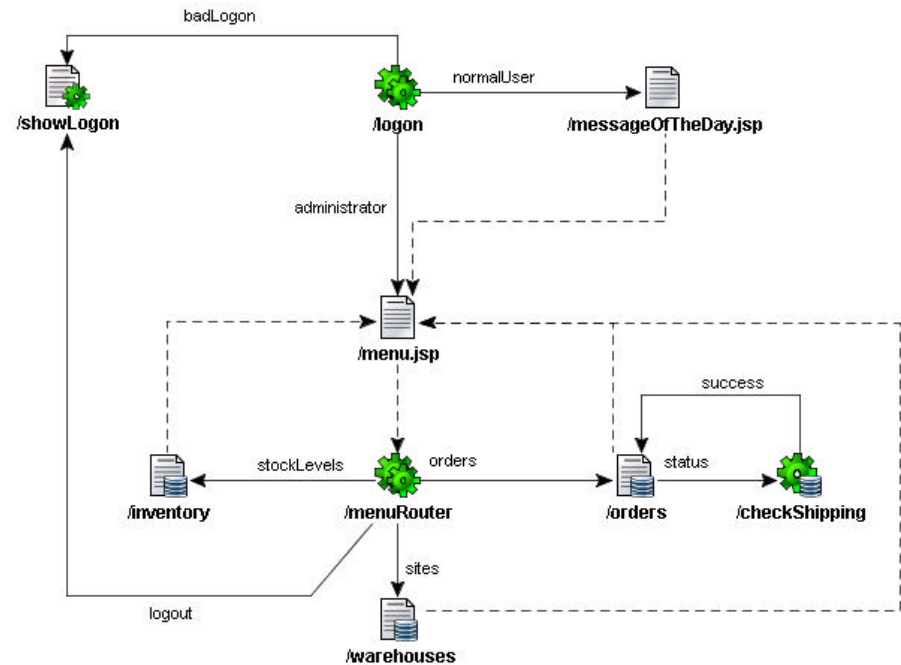 badLogon
normalUser
/showLogon
/logon
/messageOfTheDay.jsp
administrator
/menu.jsp
success
stockLevels
orders
status
/inventory
/menuRouter
/orders
/checkShipping
sites
logout
/warehouses